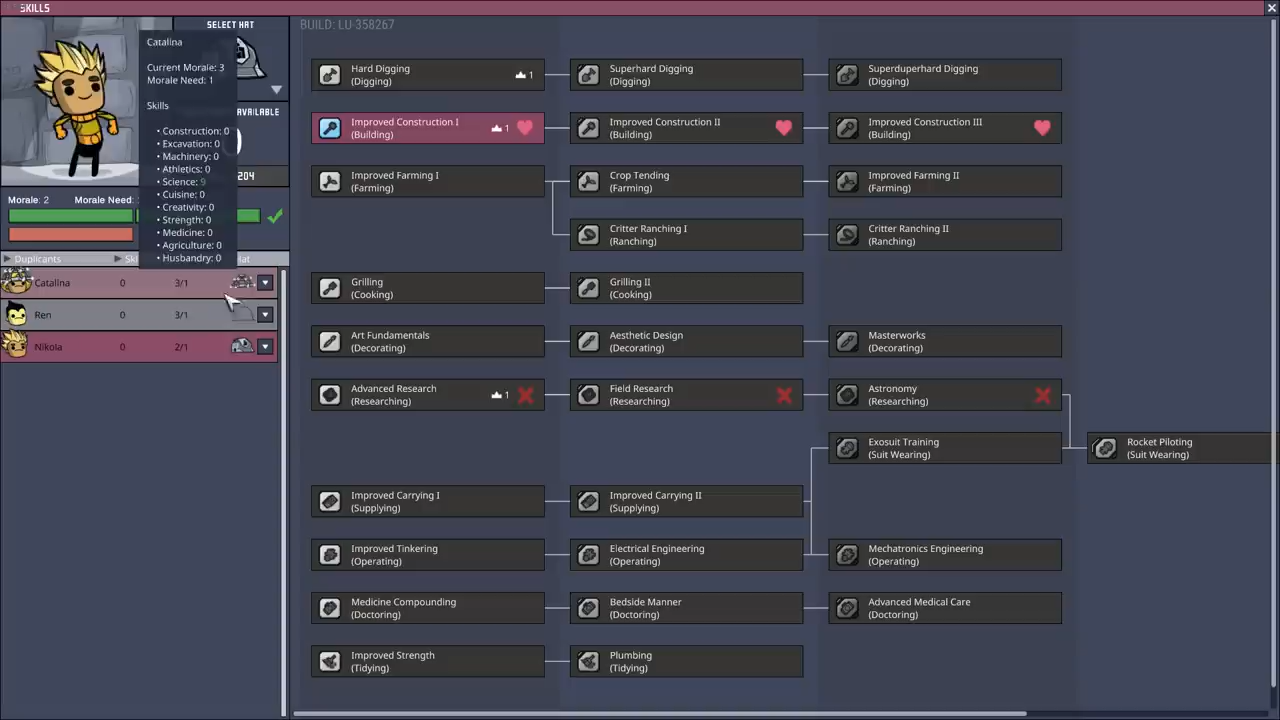 SKILLS
BUILD: LU-358267
SELECT HAT
Catalina
Current Morale: 3
Morale Need: 1
Skills
• Construction: 0
• Excavation: 0
• Machinery: 0
• Athletics: 0
• Science: 9
• Cuisine: 0
• Creativity: 0
• Strength: 0
• Medicine: 0
• Agriculture: 0
• Husbandry: 0
204
Morale: 2
Morale Need:
Duplicants
Catalina 0 3/1
Ren 0 3/1
Nikola 0 2/1
Hard Digging
(Digging)
1
Superhard Digging
(Digging)
Superduperhard Digging
(Digging)
Improved Construction I
(Building)
1
Improved Construction II
(Building)
Improved Construction III
(Building)
Improved Farming I
(Farming)
Crop Tending
(Farming)
Improved Farming II
(Farming)
Critter Ranching I
(Ranching)
Critter Ranching II
(Ranching)
Grilling
(Cooking)
Grilling II
(Cooking)
Art Fundamentals
(Decorating)
Aesthetic Design
(Decorating)
Masterworks
(Decorating)
Advanced Research
(Researching)
1
Field Research
(Researching)
Astronomy
(Researching)
Exosuit Training
(Suit Wearing)
Rocket Piloting
(Suit Wearing)
Improved Carrying I
(Supplying)
Improved Carrying II
(Supplying)
Improved Tinkering
(Operating)
Electrical Engineering
(Operating)
Mechatronics Engineering
(Operating)
Medicine Compounding
(Doctoring)
Bedside Manner
(Doctoring)
Advanced Medical Care
(Doctoring)
Improved Strength
(Tidying)
Plumbing
(Tidying)